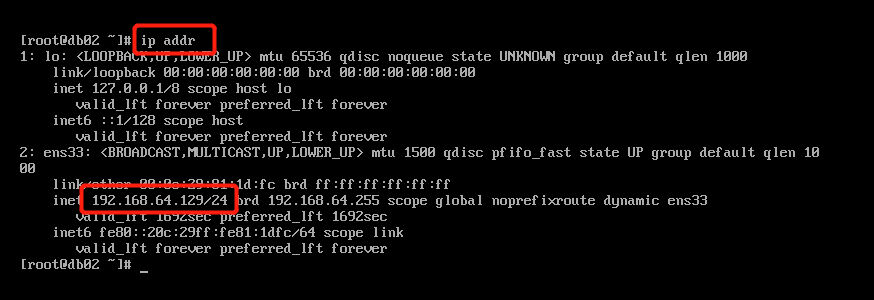 [root@db02 ~]# ip addr
1: lo: <LOOPBACK,UP,LOWER_UP> mtu 65536 qdisc noqueue state UNKNOWN group default qlen 1000
link/loopback 00:00:00:00:00:00 brd 00:00:00:00:00:00
inet 127.0.0.1/8 scope host lo
valid_lft forever preferred_lft forever
inet6 ::1/128 scope host
valid_lft forever preferred_lft forever
2: ens33: <BROADCAST,MULTICAST,UP,LOWER_UP> mtu 1500 qdisc pfifo_fast state UP group default qlen 10
00
link/ether 00:0c:29:81:1d:fc brd ff:ff:ff:ff:ff:ff
inet 192.168.64.129/24 brd 192.168.64.255 scope global noprefixroute dynamic ens33
valid_lft 1692sec preferred_lft 1692sec
inet6 fe80::20c:29ff:fe81:1dfc/64 scope link
valid_lft forever preferred_lft forever
[root@db02 ~]# _